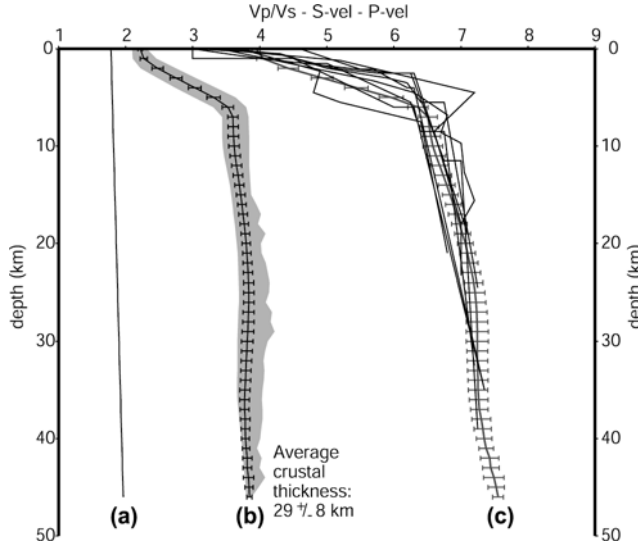 Vp/Vs - S-vel - P-vel
1 2 3 4 5 6 7 8 9
0 0
10 10
20 20
30 30
40 40
50 50
depth (km)
depth (km)
Average
crustal
thickness:
29 +/- 8 km
(a) (b) (c)